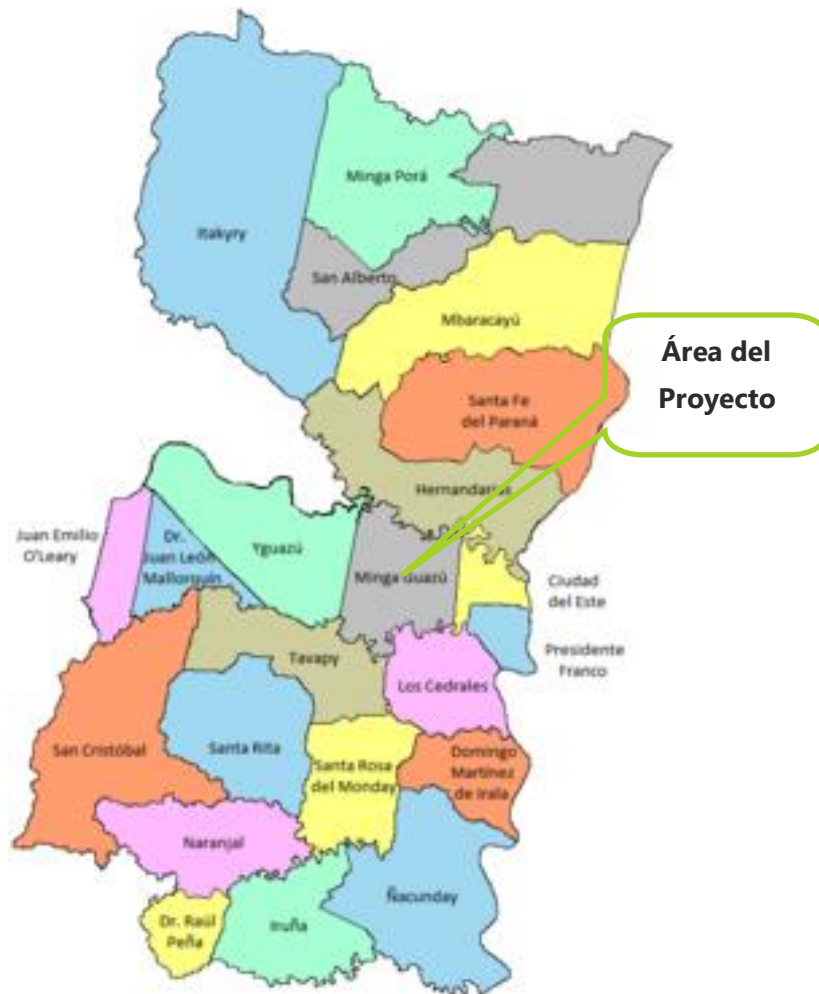 Minga Porá
Itakyry
San Alberto
Mbaracayú
Área del
Proyecto
Santa Fe
del Paraná
Hernandarias
Juan Emilio
O'Leary
Dr.
Juan León
Mallorquín
Yguazú
Minga Guazú
Ciudad
del Este
Presidente
Franco
Tavapy
Los Cedrales
San Cristóbal
Santa Rita
Santa Rosa
del Monday
Domingo
Martínez
de Irala
Naranjal
Ñacunday
Dr. Raúl
Peña
Iruña